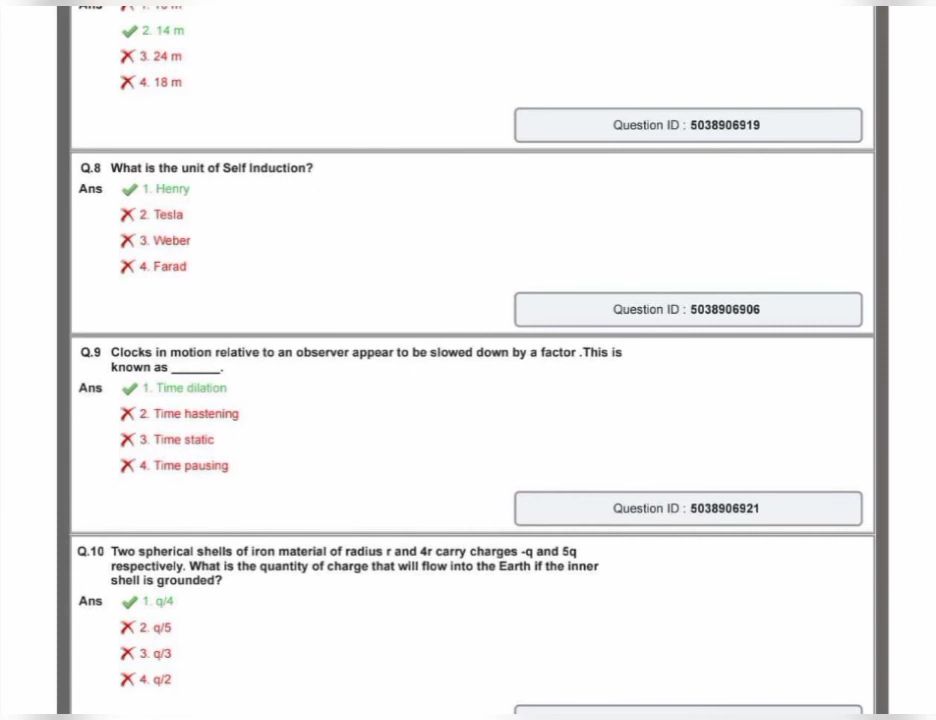 2. 14 m
3. 24 m
4. 18 m
Question ID : 5038906919
Q.8 What is the unit of Self Induction?
Ans 1. Henry
2. Tesla
3. Weber
4. Farad
Question ID : 5038906906
Q.9 Clocks in motion relative to an observer appear to be slowed down by a factor .This is
known as _______.
Ans 1. Time dilation
2. Time hastening
3. Time static
4. Time pausing
Question ID : 5038906921
Q.10 Two spherical shells of iron material of radius r and 4r carry charges -q and 5q
respectively. What is the quantity of charge that will flow into the Earth if the inner
shell is grounded?
Ans 1. q/4
2. q/5
3. q/3
4. q/2